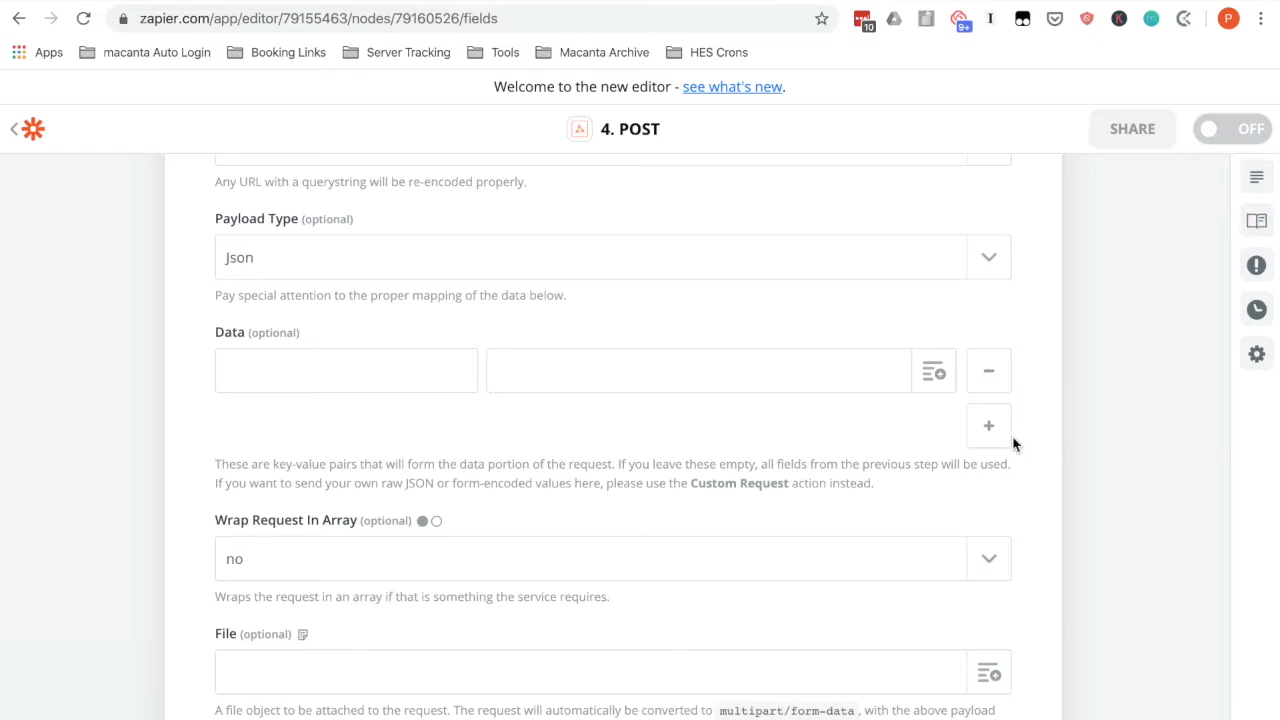 zapier.com/app/editor/79155463/nodes/79160526/fields
10
9+
I
K
P
Apps
macanta Auto Login
Booking Links
Server Tracking
Tools
Macanta Archive
HES Crons
Welcome to the new editor - see what's new.
4. POST
SHARE
OFF
Any URL with a querystring will be re-encoded properly.
Payload Type (optional)
Json
Pay special attention to the proper mapping of the data below.
Data (optional)
These are key-value pairs that will form the data portion of the request. If you leave these empty, all fields from the previous step will be used.
If you want to send your own raw JSON or form-encoded values here, please use the Custom Request action instead.
Wrap Request In Array (optional)
no
Wraps the request in an array if that is something the service requires.
File (optional)
A file object to be attached to the request. The request will automatically be converted to multipart/form-data, with the above payload